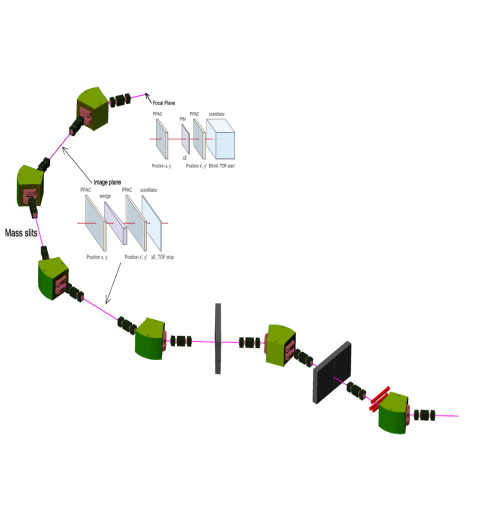 Focal Plane
PPAC
PIN
PPAC
scintillator
ΔE
Position x, y
Position x', y'
Eμsr, TOF start
Image plane
PPAC
wedge
PPAC
scintillator
Mass slits
Position x, y
Position x', y'
ΔE, TOF stop